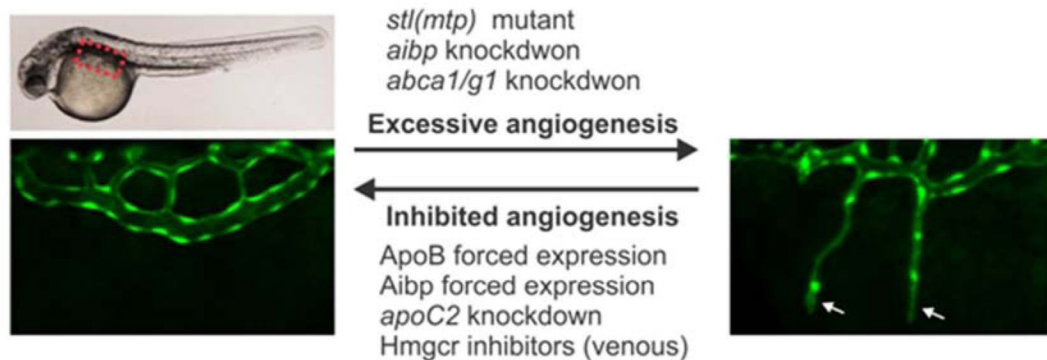 stl(mtp) mutant
aibp knockdwon
abca1/g1 knockdwon
Excessive angiogenesis
Inhibited angiogenesis
ApoB forced expression
Aibp forced expression
apoC2 knockdown
Hmgcr inhibitors (venous)